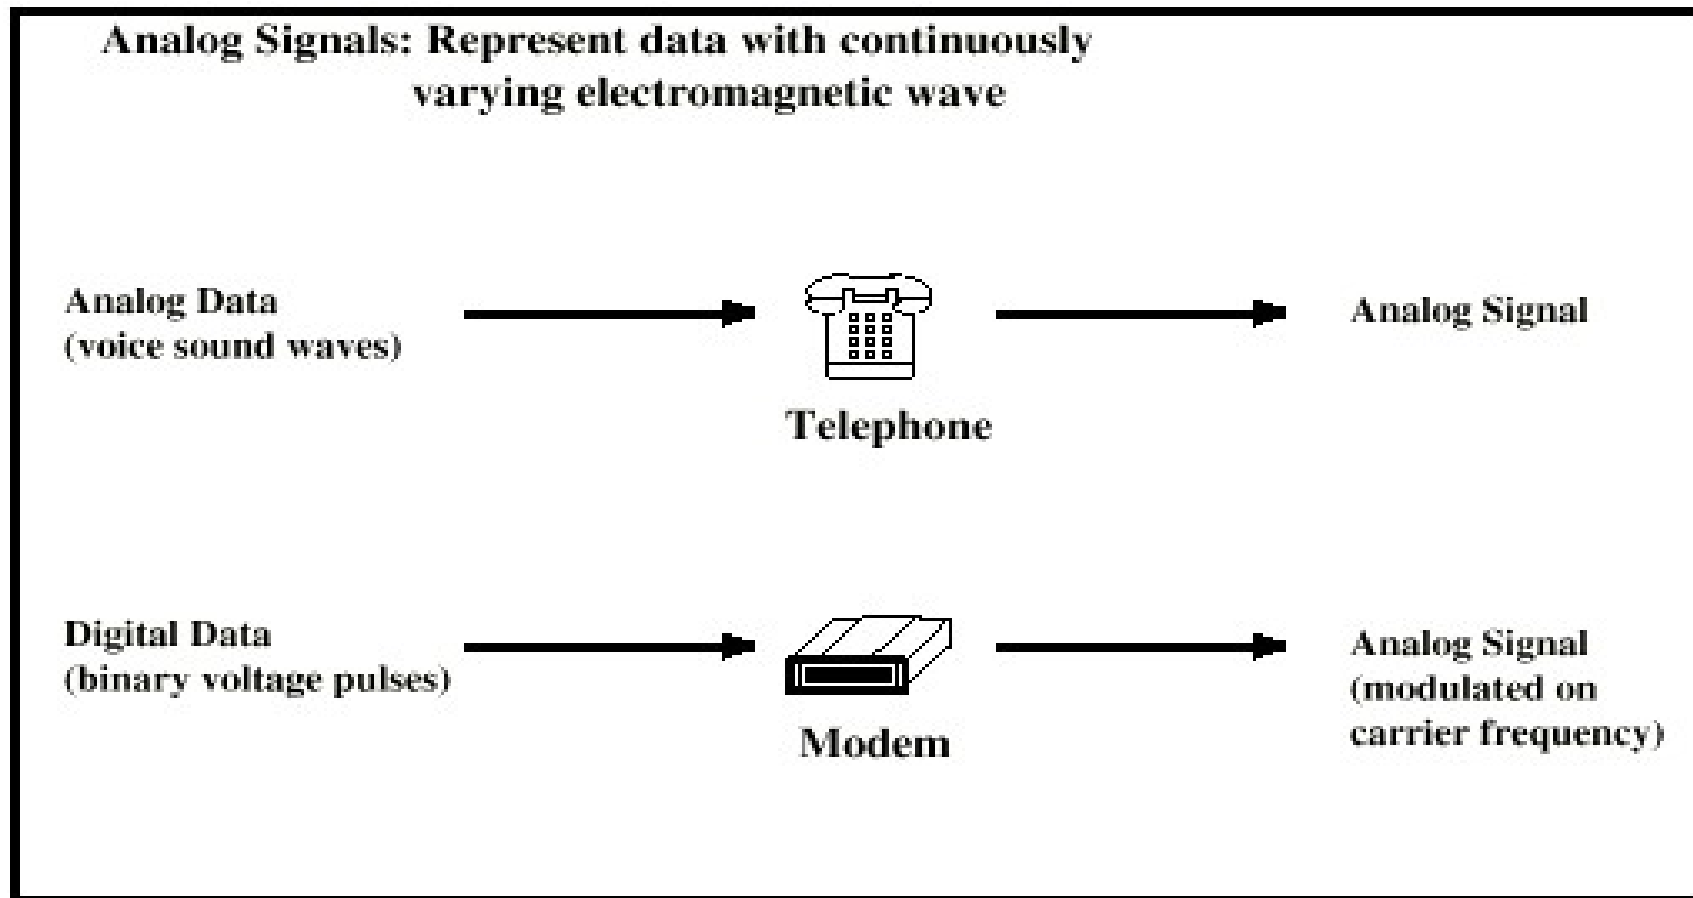 Analog Signals: Represent data with continuously
varying electromagnetic wave
Analog Data
(voice sound waves)
Telephone
Analog Signal
Digital Data
(binary voltage pulses)
Modem
Analog Signal
(modulated on
carrier frequency)